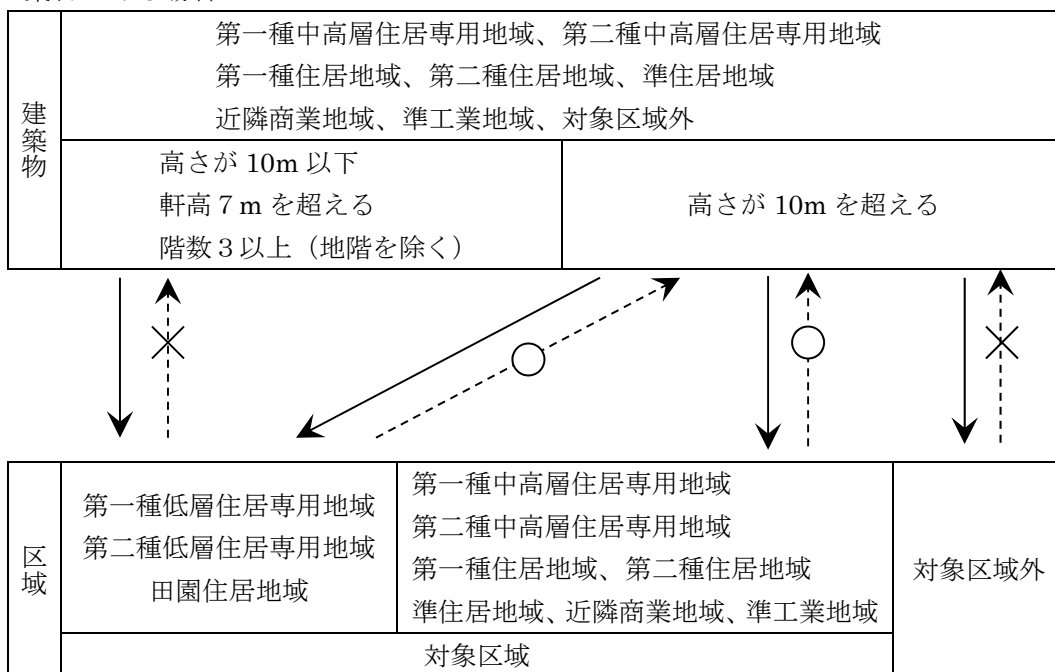 建築物
第一種中高層住居専用地域、第二種中高層住居専用地域
第一種住居地域、第二種住居地域、準住居地域
近隣商業地域、準工業地域、対象区域外
高さが 10m 以下
軒高７m を超える
階数３以上（地階を除く）
高さが 10m を超える
区域
第一種低層住居専用地域
第二種低層住居専用地域
田園住居地域
第一種中高層住居専用地域
第二種中高層住居専用地域
第一種住居地域、第二種住居地域
準住居地域、近隣商業地域、準工業地域
対象区域外
対象区域